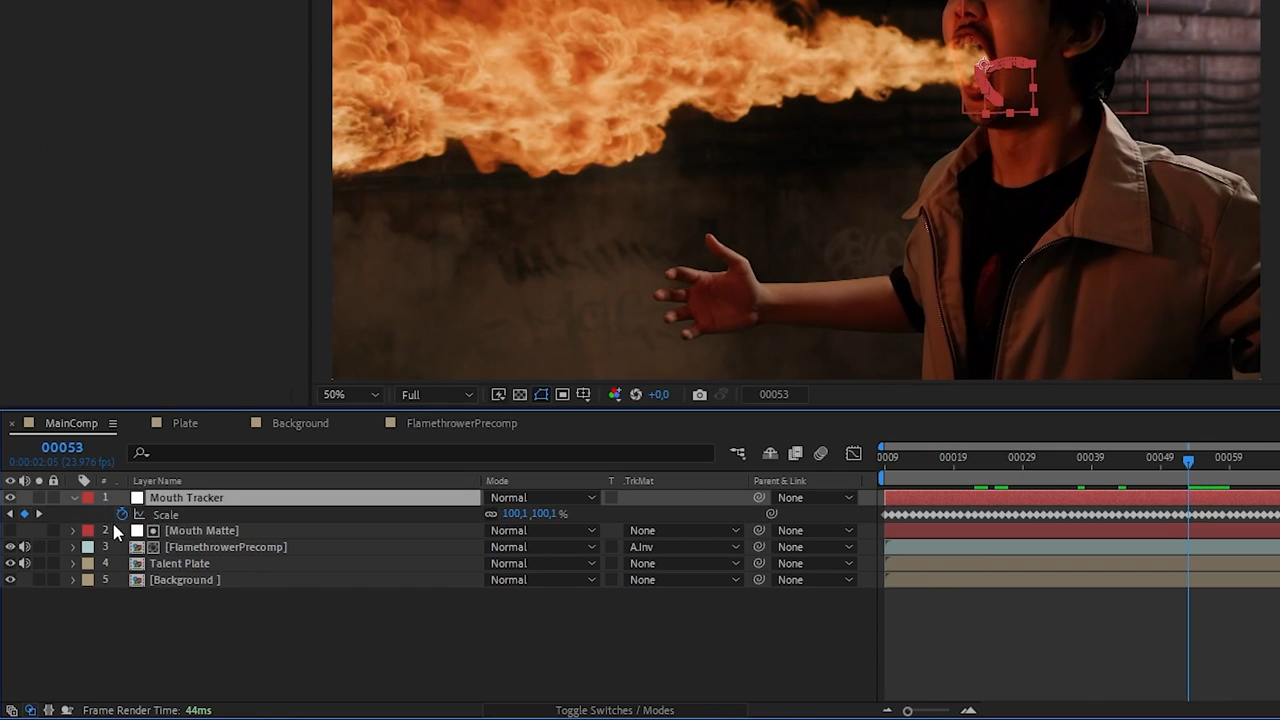 50% Full +0,0 00053
× MainComp Plate Background FlamethrowerPrecomp
00053
0:00:02:05 (23.976 fps)
0009 00019 00029 00039 00049 00059
# Layer Name Mode T .TrkMat Parent & Link
1 Mouth Tracker Normal None
Scale 100,1 ,100,1 %
2 [Mouth Matte] Normal None None
3 [FlamethrowerPrecomp] Normal A.Inv None
4 Talent Plate Normal None None
5 [Background ] Normal None None
Frame Render Time: 44ms Toggle Switches / Modes